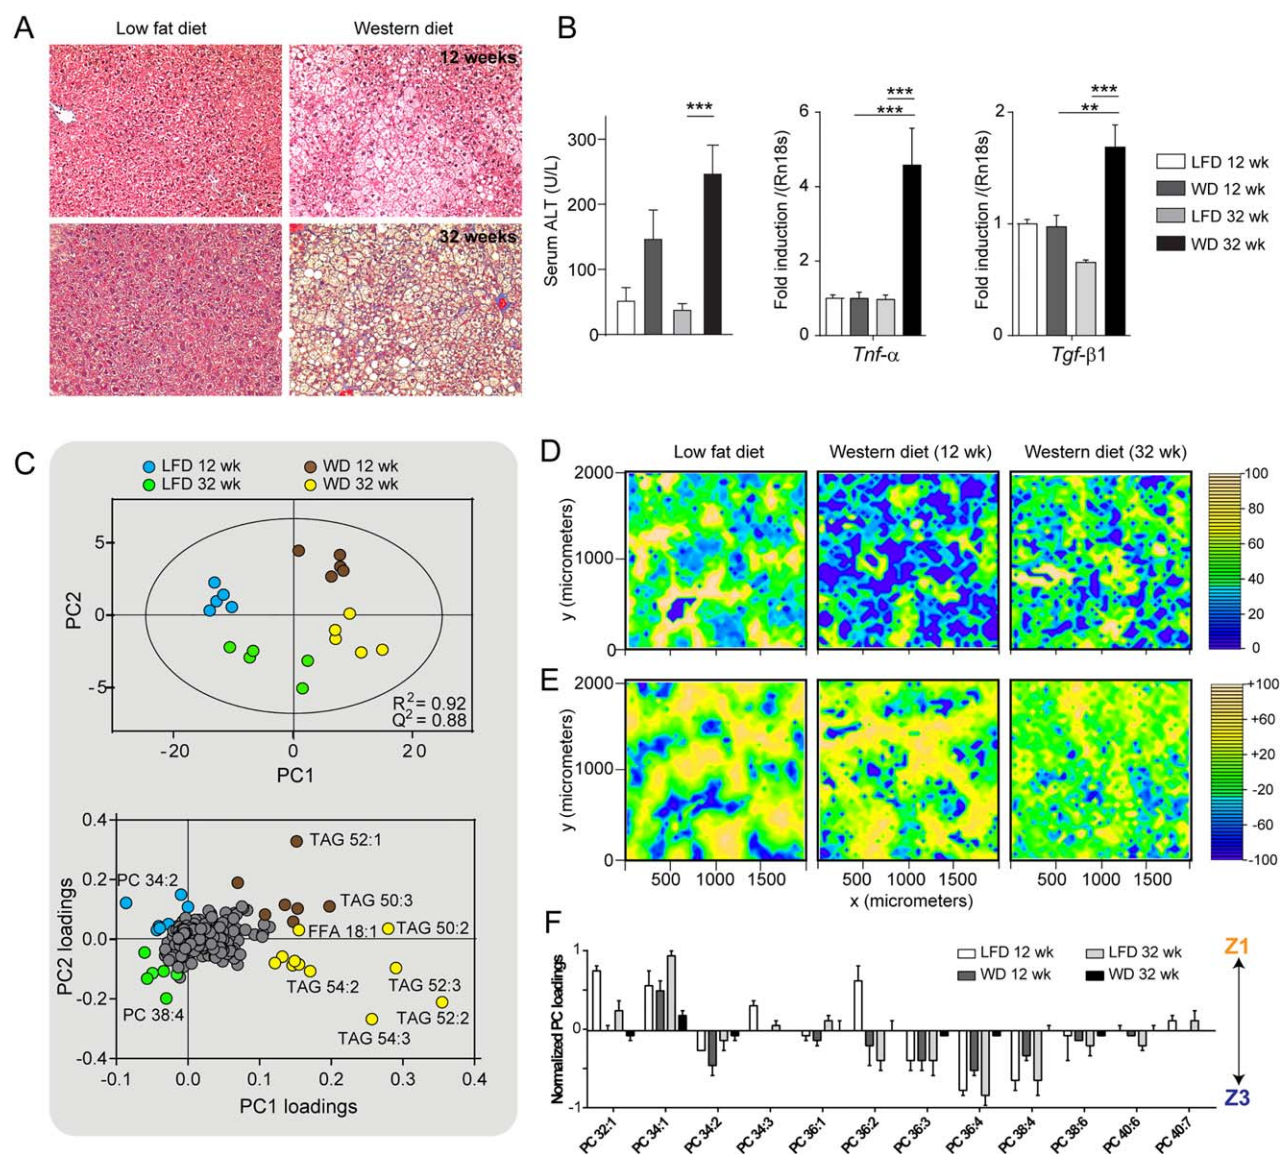 A
Low fat diet
Western diet
12 weeks
32 weeks
B
Serum ALT (U/L)
300
200
100
0
***
Fold induction /(Rn18s)
6
4
2
0
***
***
Tnf-α
Fold induction /(Rn18s)
2
1
0
***
**
Tgf-β1
LFD 12 wk
WD 12 wk
LFD 32 wk
WD 32 wk
C
LFD 12 wk
WD 12 wk
LFD 32 wk
WD 32 wk
PC2
5
0
-5
R² = 0.92
Q² = 0.88
-20
0
20
PC1
PC2 loadings
0.4
0.2
0.0
-0.2
-0.4
TAG 52:1
PC 34:2
TAG 50:3
FFA 18:1
TAG 50:2
TAG 54:2
TAG 52:3
PC 38:4
TAG 52:2
TAG 54:3
-0.1
0.0
0.1
0.2
0.3
0.4
PC1 loadings
D
Low fat diet
Western diet (12 wk)
Western diet (32 wk)
y (micrometers)
2000
1000
0
100
80
60
40
20
0
E
y (micrometers)
2000
1000
0
+100
+60
+20
-20
-60
-100
500
1000
1500
500
1000
1500
500
1000
1500
x (micrometers)
F
Normalized PC loadings
1
0
-1
LFD 12 wk
LFD 32 wk
WD 12 wk
WD 32 wk
Z1
Z3
PC 32:1
PC 34:1
PC 34:2
PC 34:3
PC 36:1
PC 36:2
PC 36:3
PC 36:4
PC 38:4
PC 38:6
PC 40:6
PC 40:7